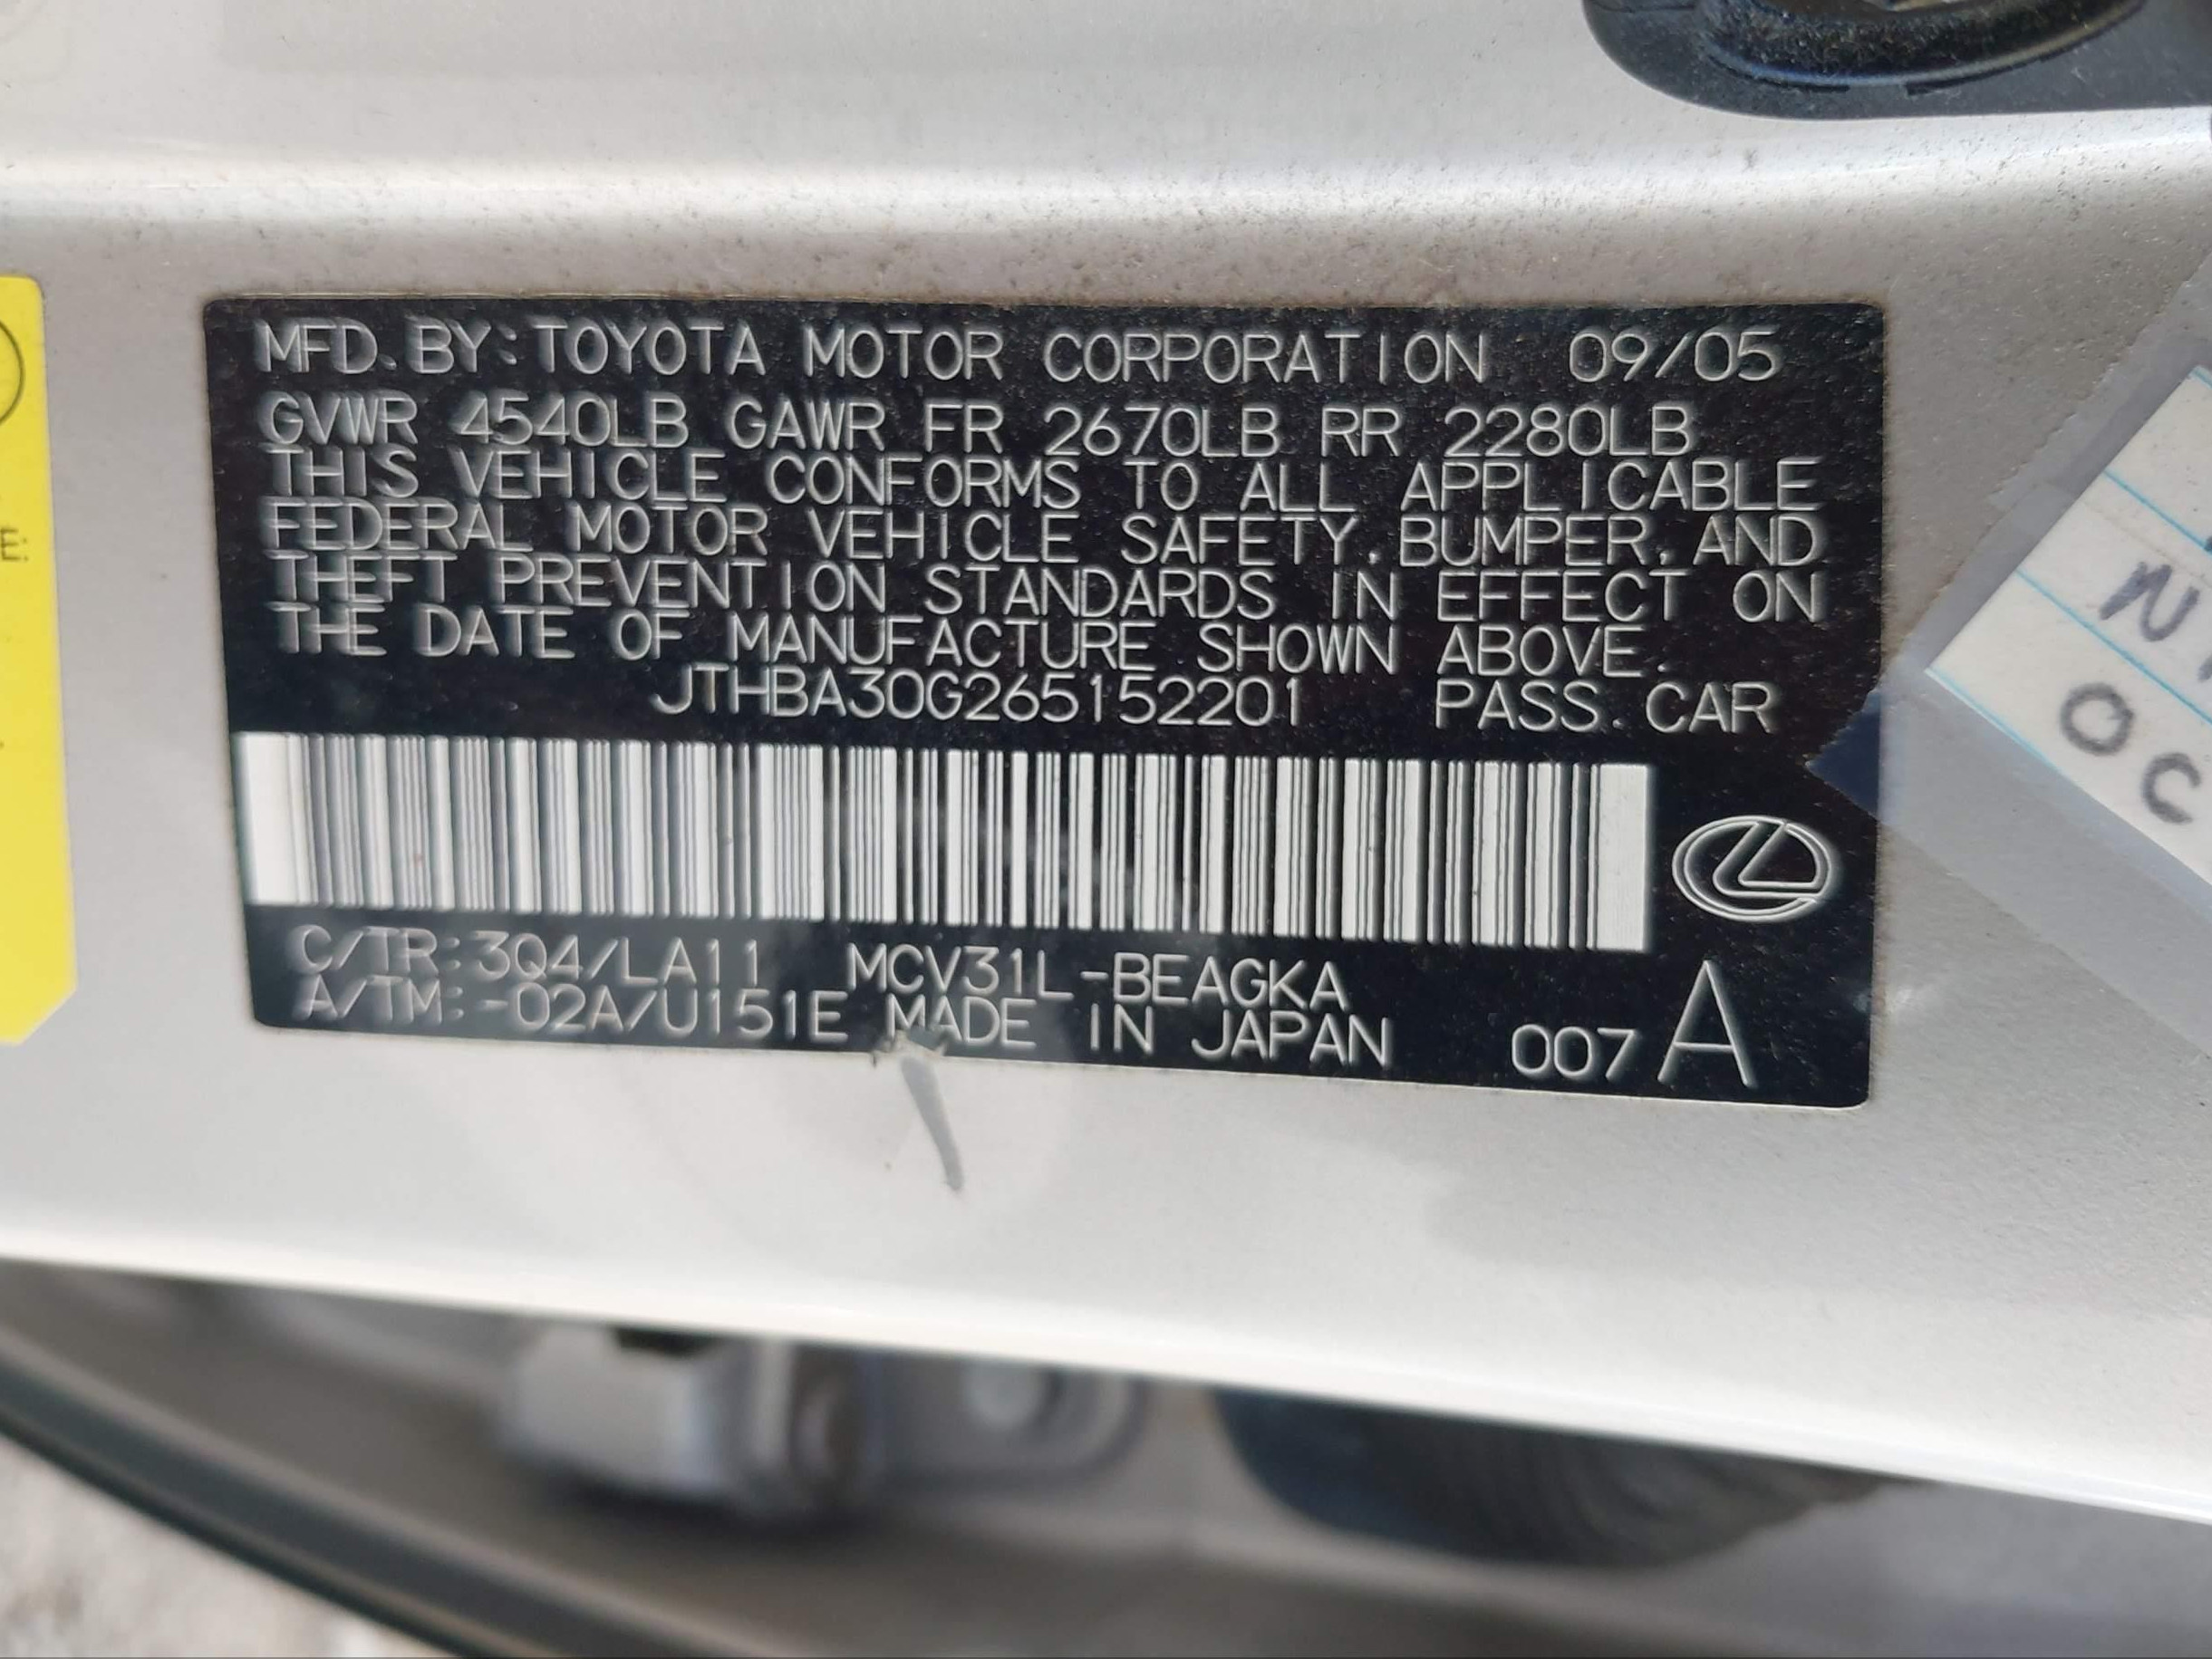 MFD. BY: TOYOTA MOTOR CORPORATION 09/05
GVWR 4540LB GAWR FR 2670LB RR 2280LB
THIS VEHICLE CONFORMS TO ALL APPLICABLE
FEDERAL MOTOR VEHICLE SAFETY, BUMPER, AND
THEFT PREVENTION STANDARDS IN EFFECT ON
THE DATE OF MANUFACTURE SHOWN ABOVE.
JTHBA30G265152201 PASS. CAR
C/TR: 3Q4/LA11 MCV31L-BEAGKA
A/TM: -02A/U151E MADE IN JAPAN 007 A
E:
OC